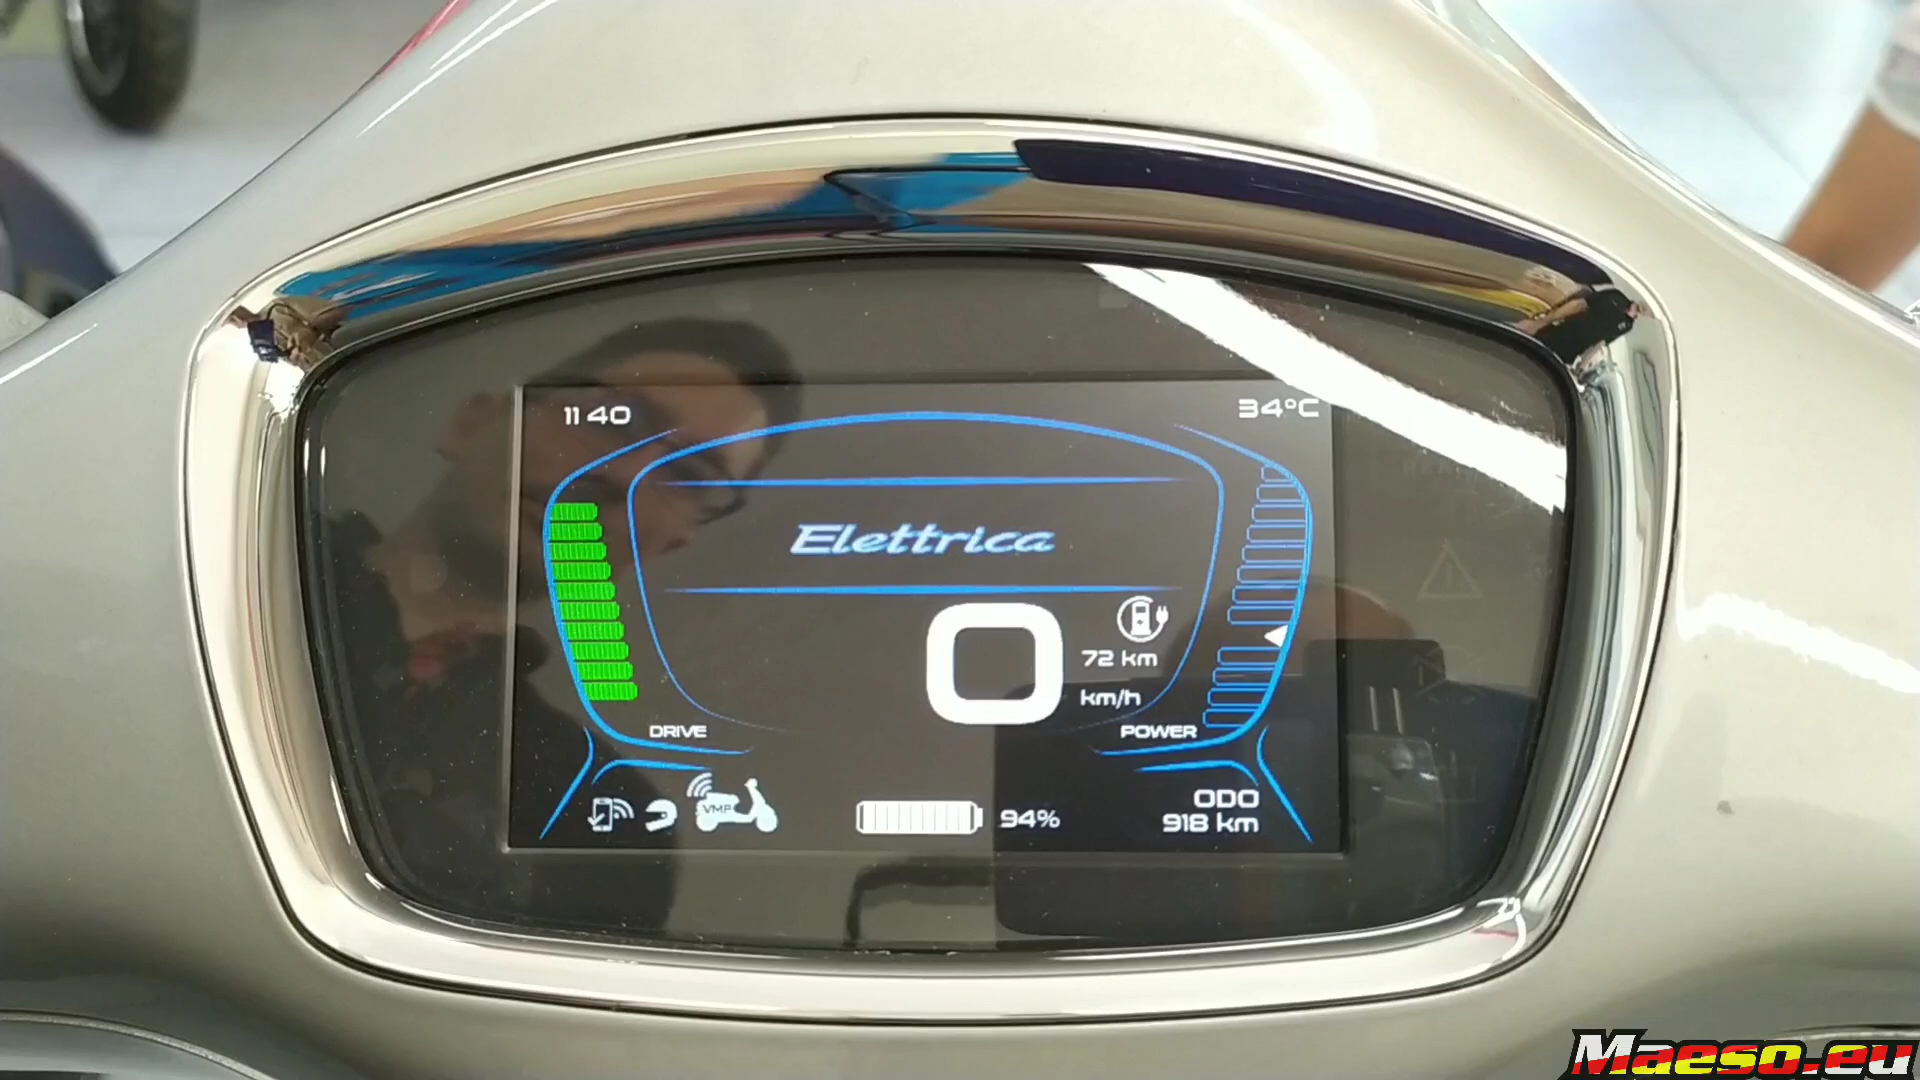 11 40
34°C
Elettrica
0
72 km
km/h
DRIVE
POWER
VMP
94%
ODO
918 km
Maeso.eu